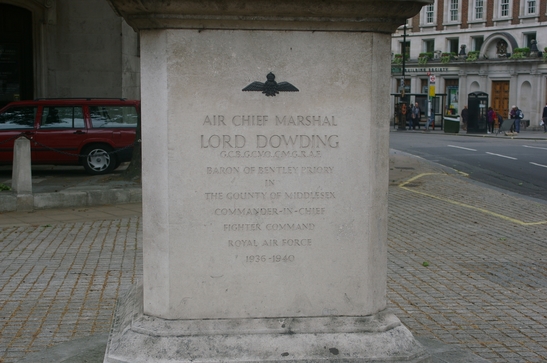 AIR CHIEF MARSHAL
LORD DOWDING
G.C.B.G.C.V.O.C.M.G.R.A.F.
BARON OF BENTLEY PRIORY
IN
THE COUNTY OF MIDDLESEX
COMMANDER-IN-CHIEF
FIGHTER COMMAND
ROYAL AIR FORCE
1936-1940